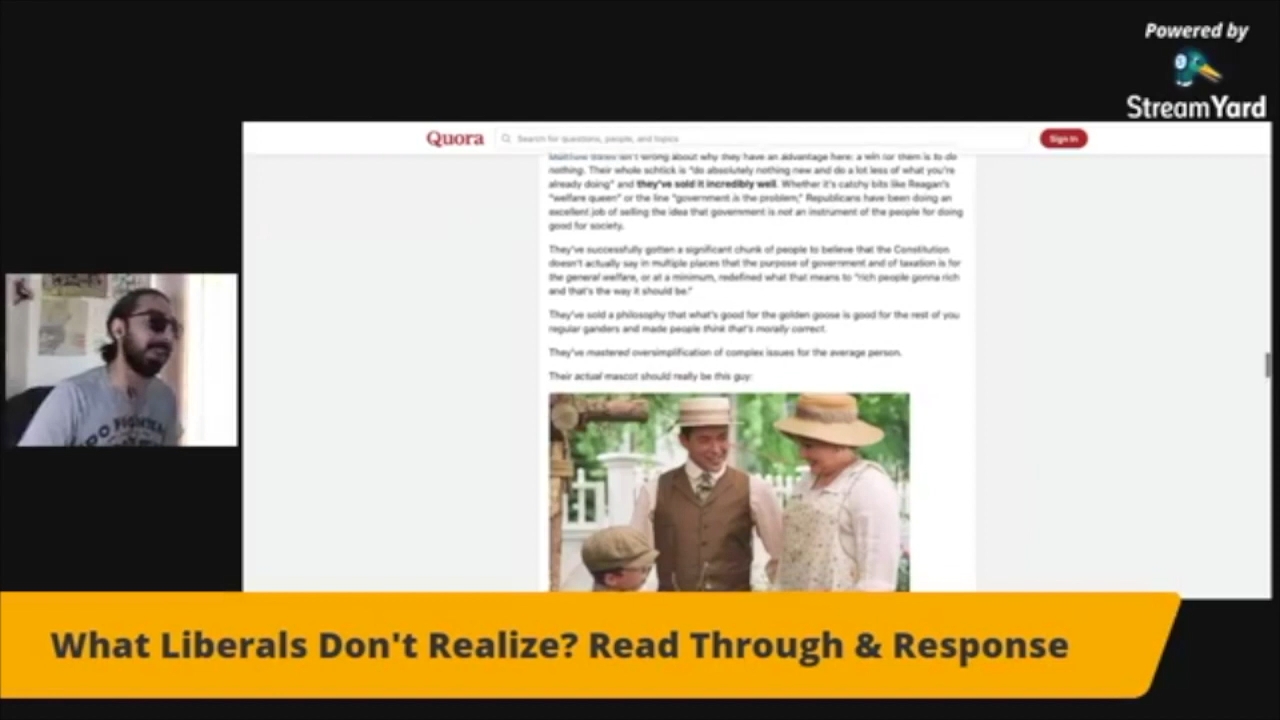 Powered by
StreamYard
Quora
Search for questions, people, and topics
Sign In
isn't wrong about why they have an advantage here: a win for them is to do
nothing. Their whole schtick is "do absolutely nothing new and do a lot less of what you're
already doing" and they've sold it incredibly well. Whether it's catchy bits like Reagan's
"welfare queen" or the line "government is the problem," Republicans have been doing an
excellent job of selling the idea that government is not an instrument of the people for doing
good for society.
They've successfully gotten a significant chunk of people to believe that the Constitution
doesn't actually say in multiple places that the purpose of government and of taxation is for
the general welfare, or at a minimum, redefined what that means to "rich people gonna rich
and that's the way it should be."
They've sold a philosophy that what's good for the golden goose is good for the rest of you
regular ganders and made people think that's morally correct.
They've mastered oversimplification of complex issues for the average person.
Their actual mascot should really be this guy:
What Liberals Don't Realize? Read Through & Response